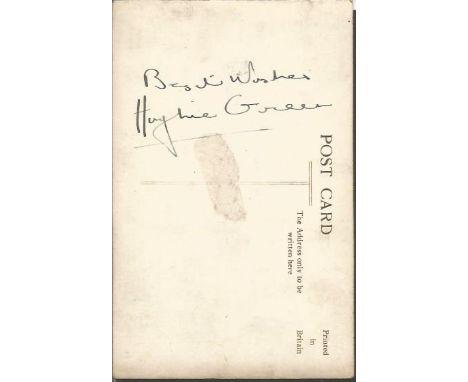 Best Wishes
Hughie Green
POST CARD
The Address only to be
written here
Printed
in
Britain